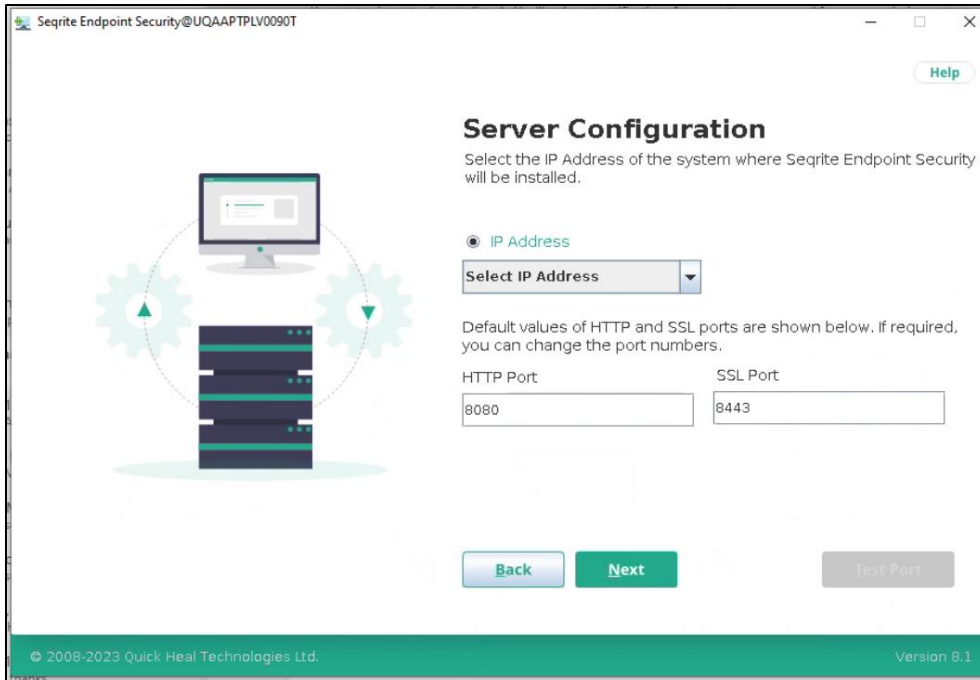 Seqrite Endpoint Security@UQAAPTPLV0090T
Help
Server Configuration
Select the IP Address of the system where Seqrite Endpoint Security
will be installed.
IP Address
Select IP Address
Default values of HTTP and SSL ports are shown below. If required,
you can change the port numbers.
HTTP Port
SSL Port
8080
8443
Back
Next
Test Port
© 2008-2023 Quick Heal Technologies Ltd.
Version 8.1